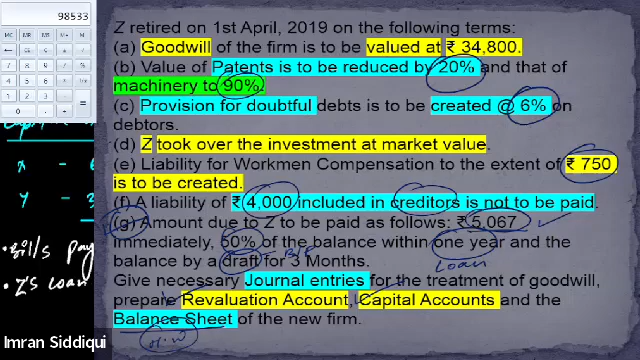 98533
Z retired on 1st April, 2019 on the following terms:
(a) Goodwill of the firm is to be valued at ₹ 34,800.
(b) Value of Patents is to be reduced by 20% and that of
machinery to 90%.
(c) Provision for doubtful debts is to be created @ 6% on
debtors.
(d) Z took over the investment at market value.
(e) Liability for Workmen Compensation to the extent of ₹ 750
is to be created.
(f) A liability of ₹ 4,000 included in creditors is not to be paid.
(g) Amount due to Z to be paid as follows: ₹ 5,067
immediately, 50% of the balance within one year and the
balance by a draft for 3 Months.
B/P
Loan
Give necessary Journal entries for the treatment of goodwill,
prepare Revaluation Account, Capital Accounts and the
Balance Sheet of the new firm.
X - 6
Y - 3
• Bills pay
• Z's Loan
Imran Siddiqui